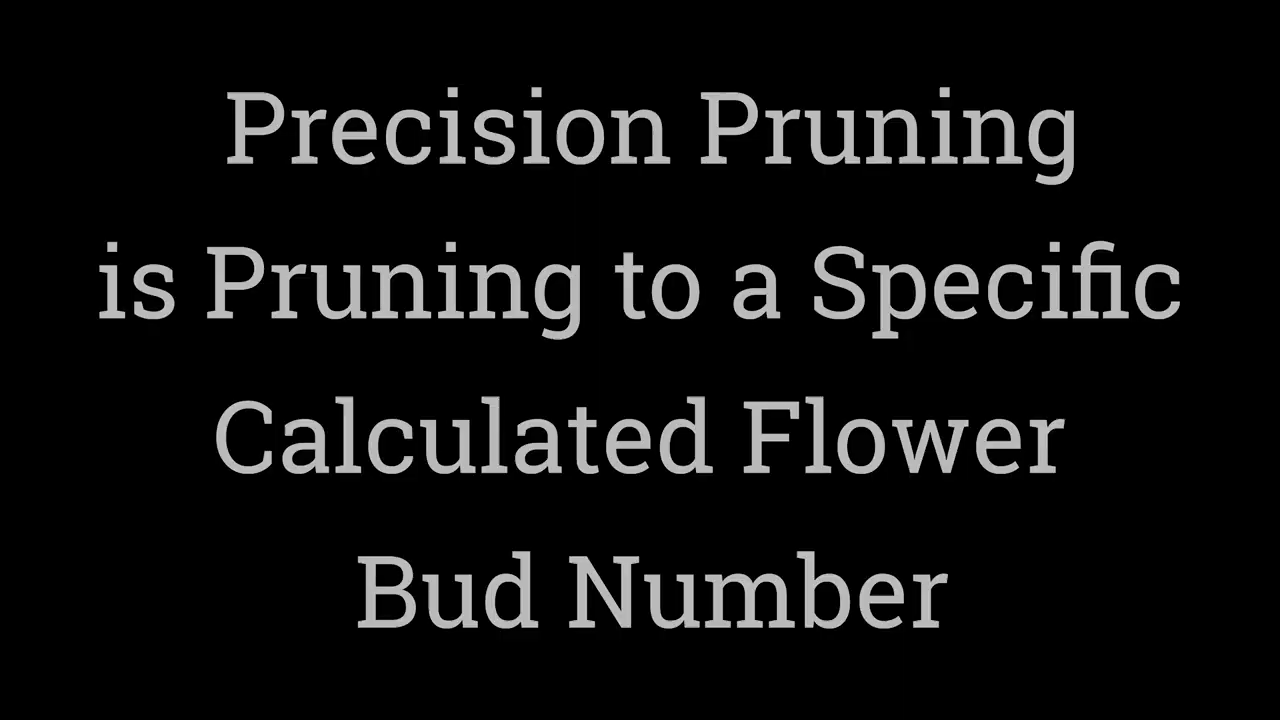 Precision Pruning
is Pruning to a Specific
Calculated Flower
Bud Number